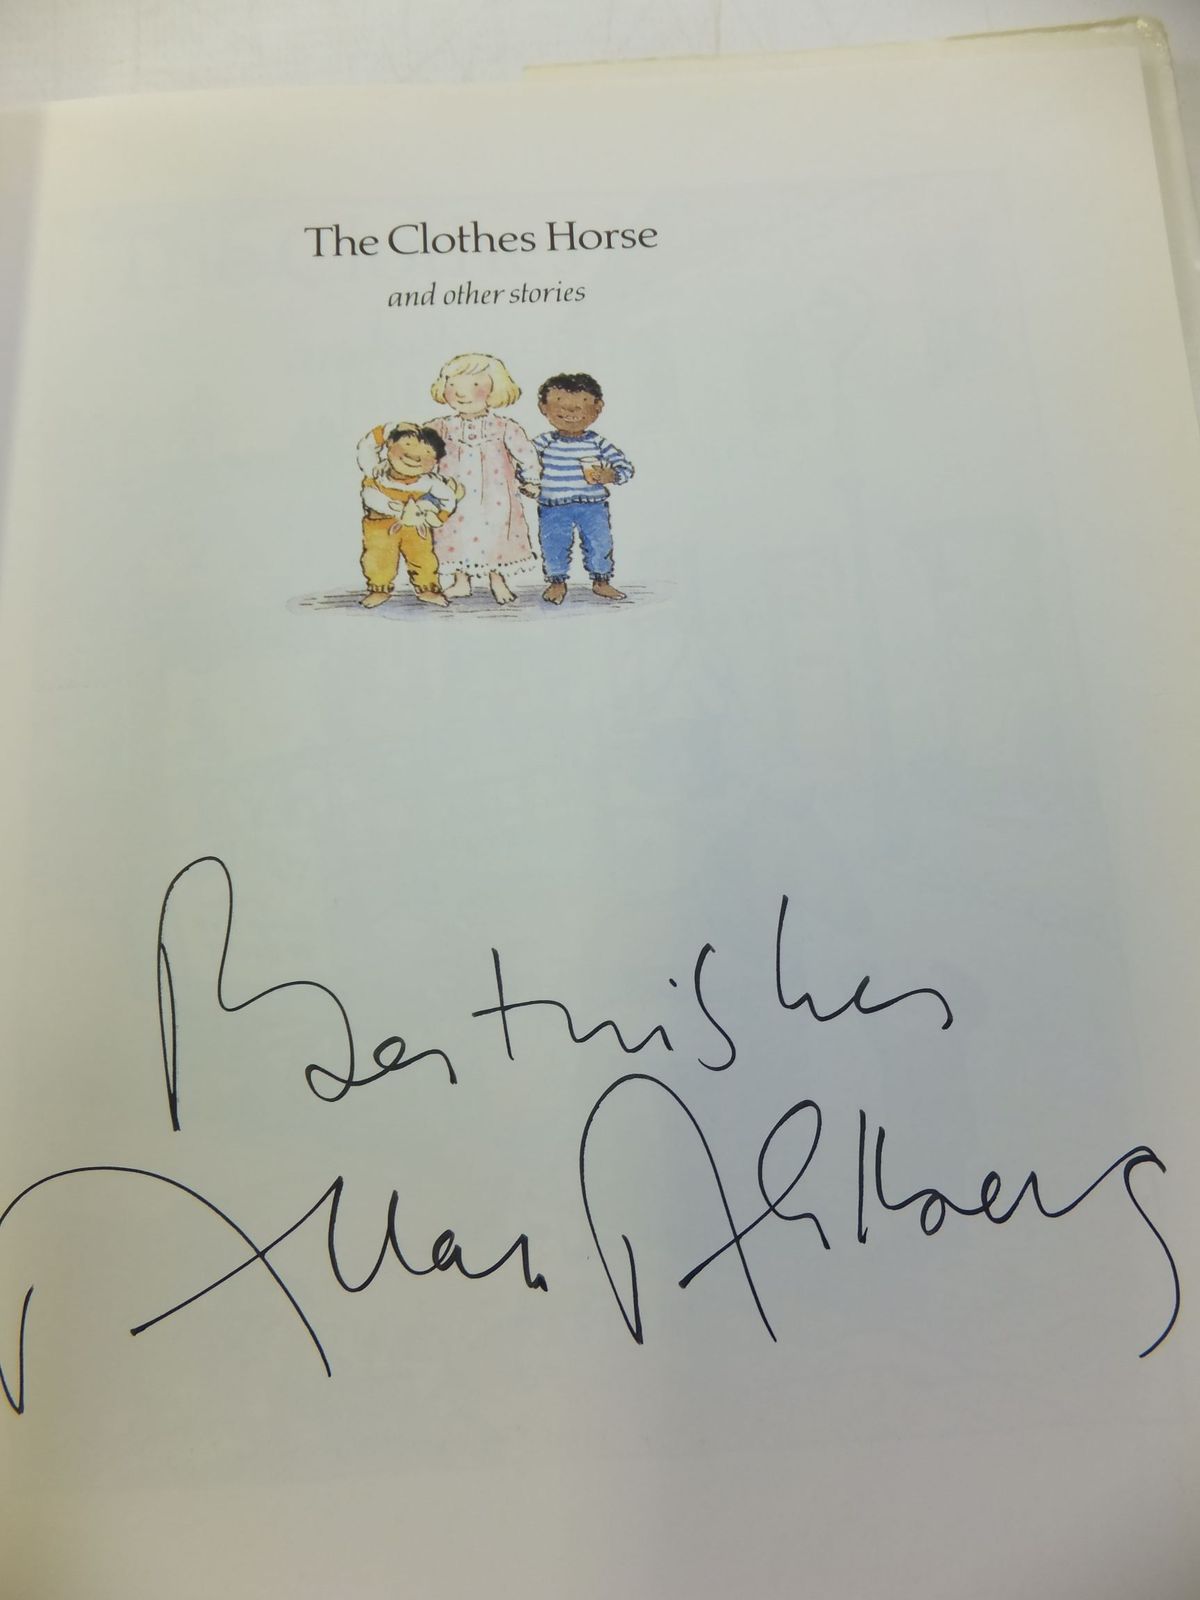 The Clothes Horse
and other stories
Best wishes
Allan Ahlberg